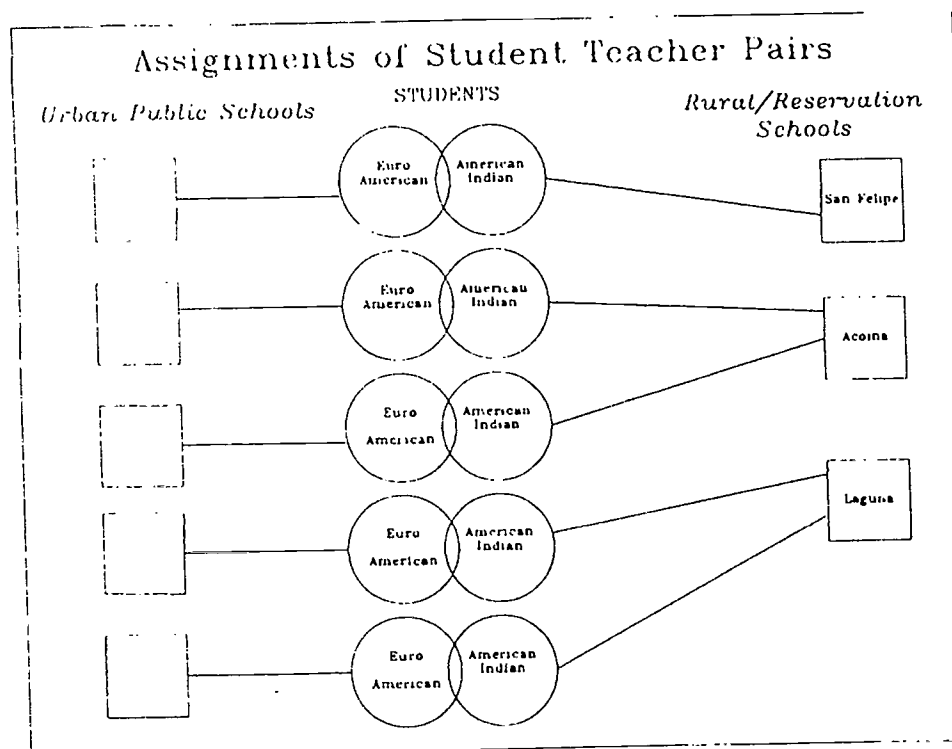 Assignments of Student Teacher Pairs
STUDENTS
Urban Public Schools
Rural/Reservation
Schools
Euro
American
American
Indian
San Felipe
Euro
American
American
Indian
Acoma
Euro
American
American
Indian
Euro
American
American
Indian
Laguna
Euro
American
American
Indian